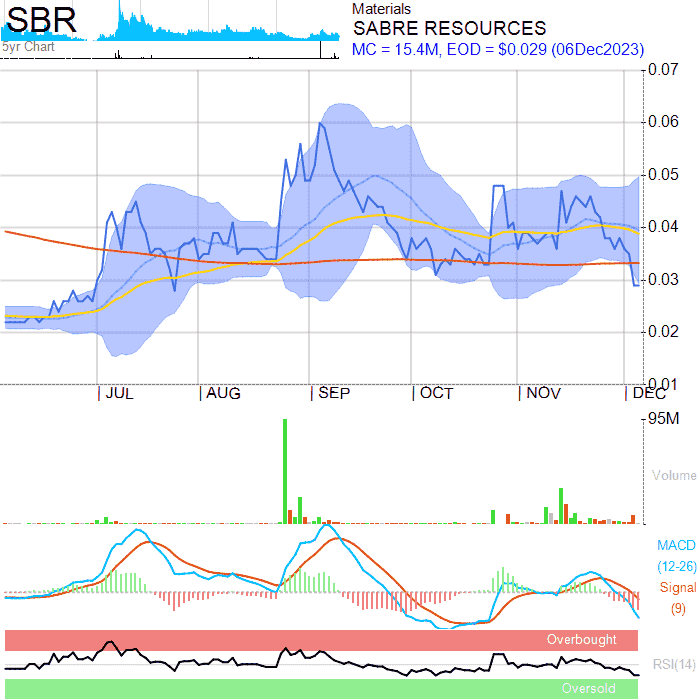 SBR
5yr Chart
Materials
SABRE RESOURCES
MC = 15.4M, EOD = $0.029 (06Dec2023)
0.07
0.06
0.05
0.04
0.03
0.02
0.01
JUL AUG SEP OCT NOV DEC
95M
Volume
MACD
(12-26)
Signal
(9)
Overbought
RSI(14)
Oversold